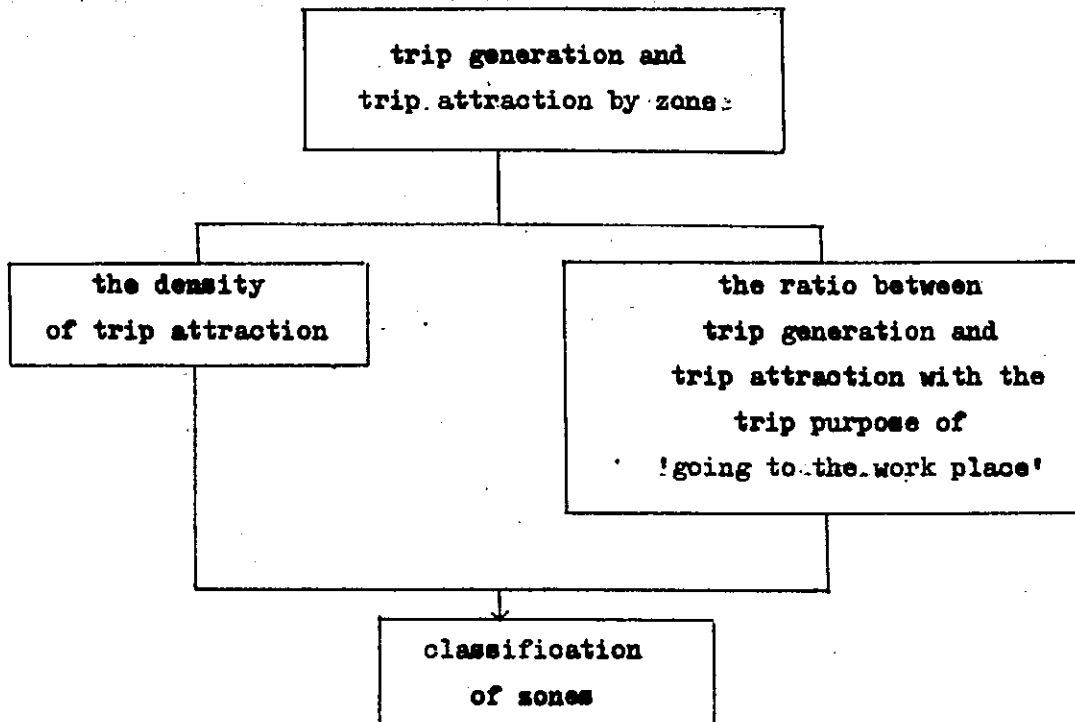 trip generation and
trip attraction by zone
the density
of trip attraction
the ratio between
trip generation and
trip attraction with the
trip purpose of
'going to the work place'
classification
of zones